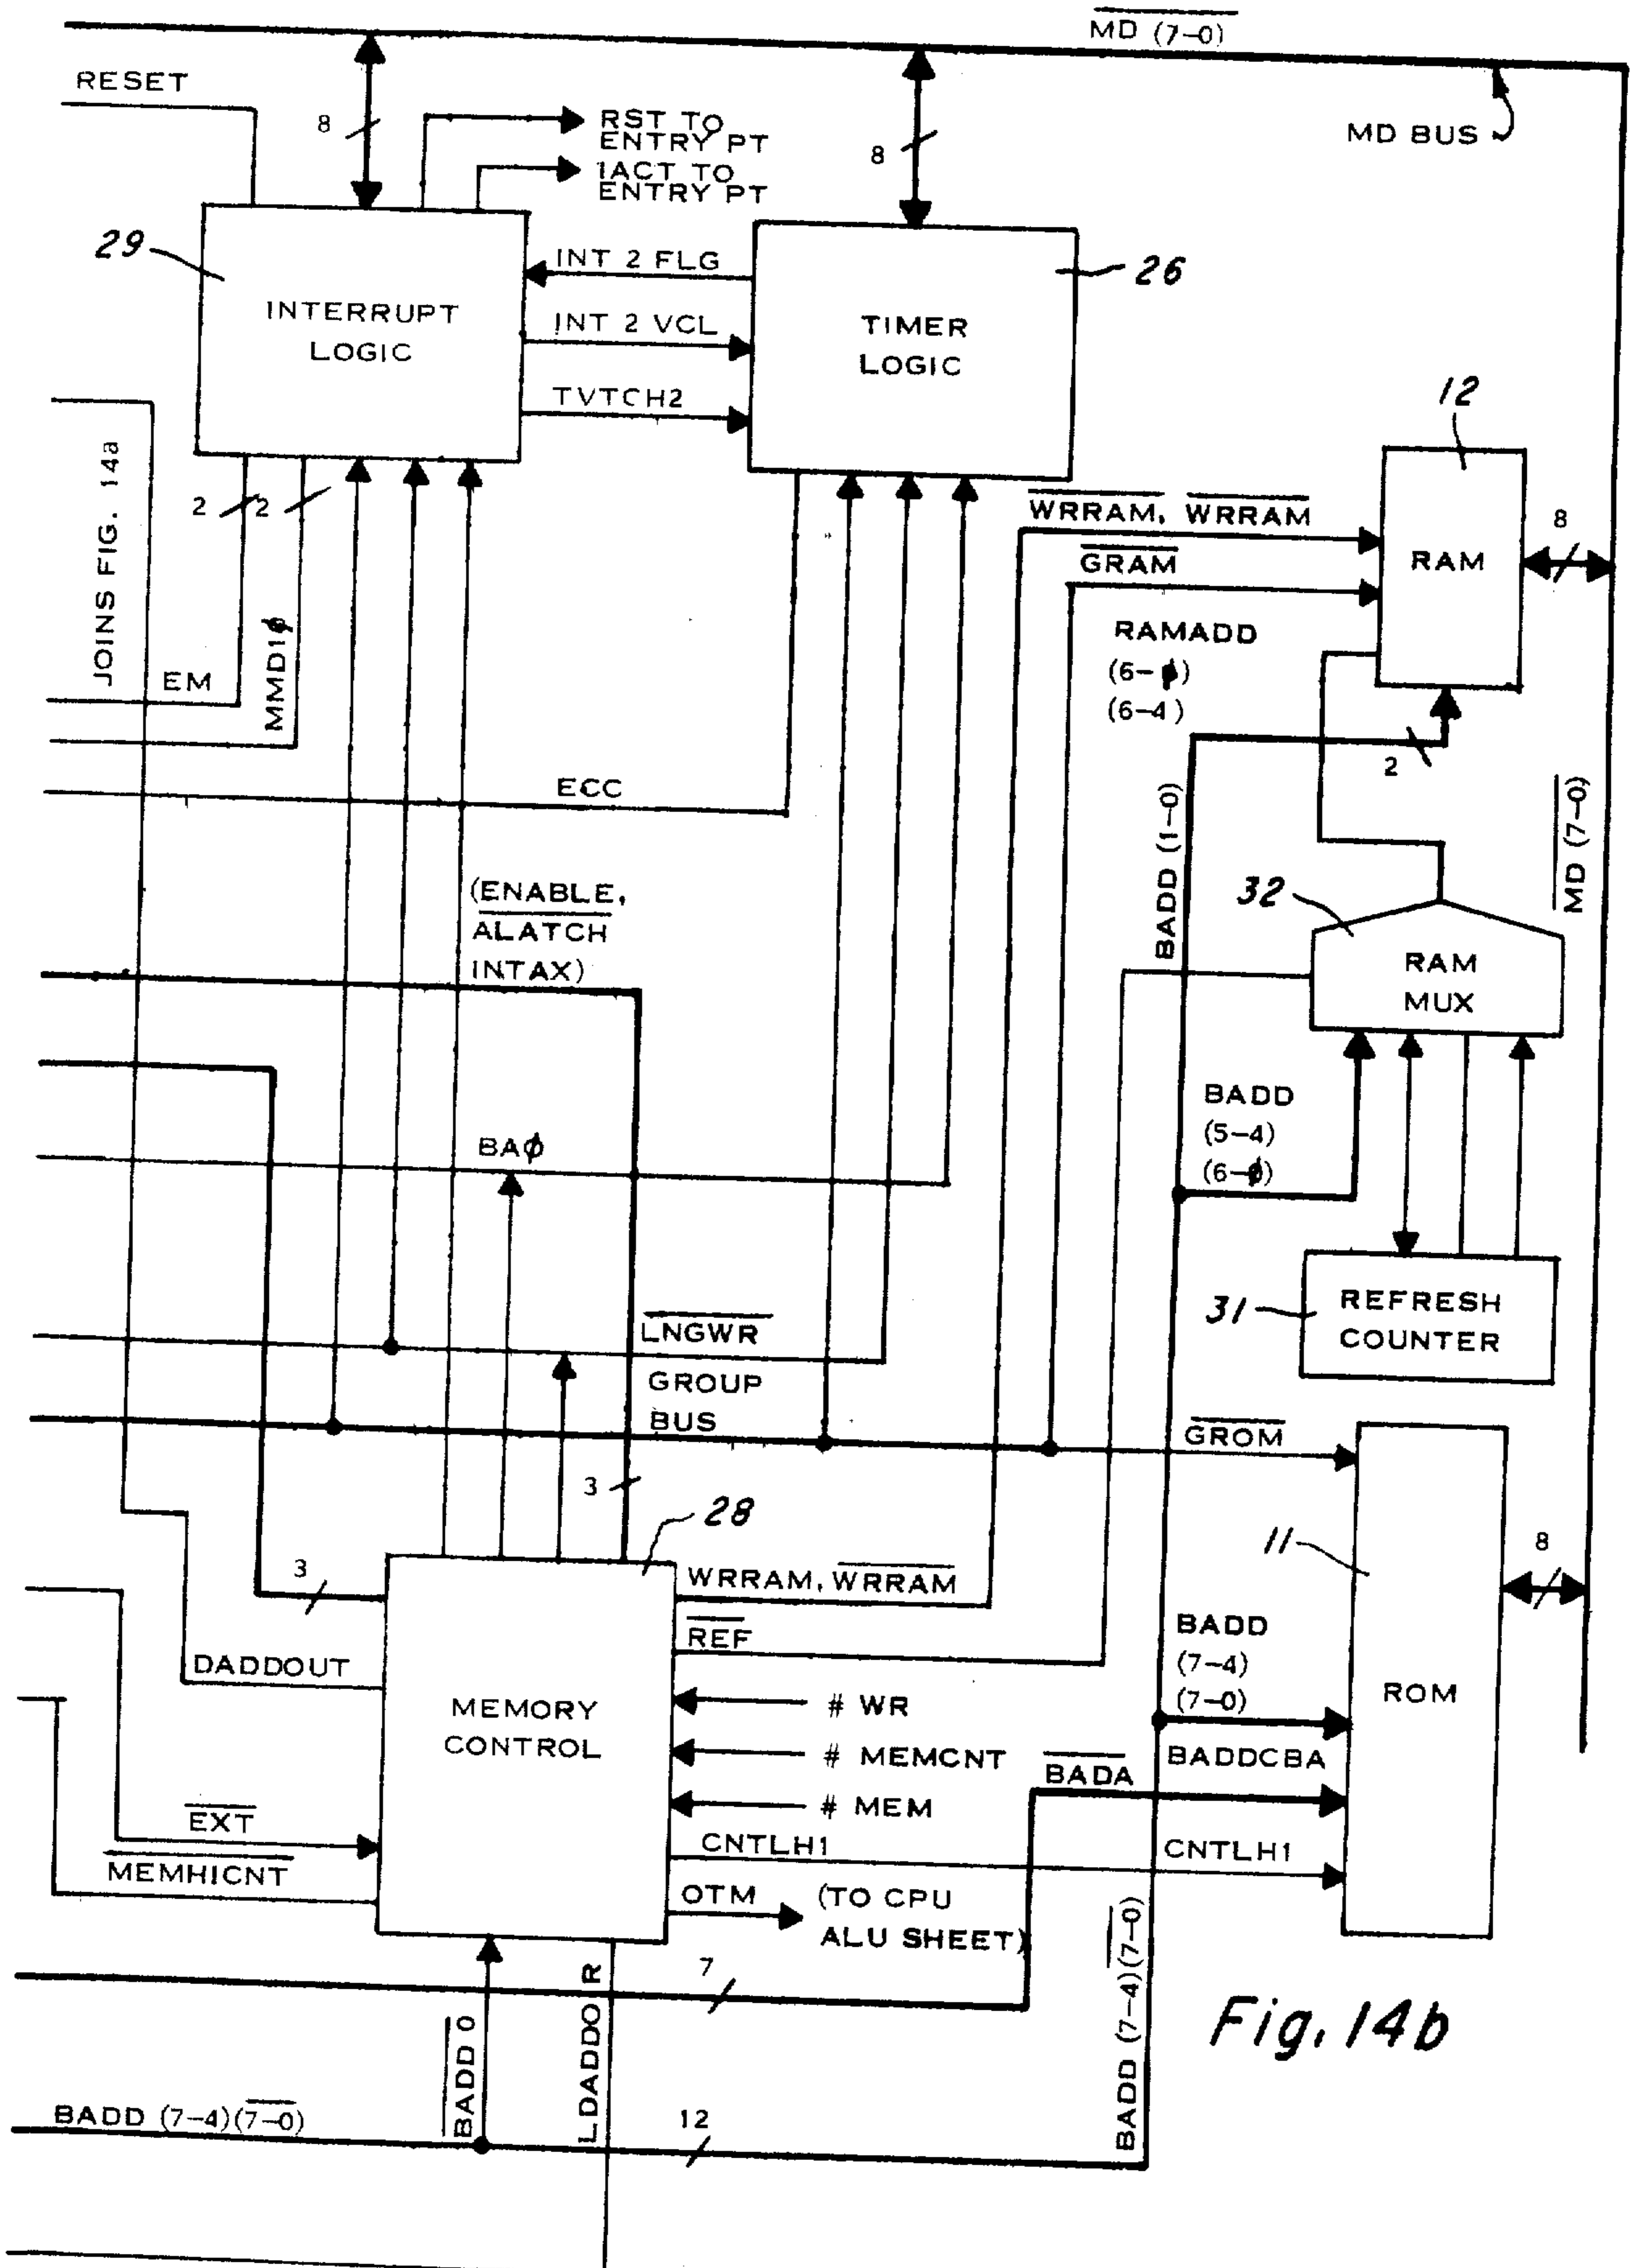 MD (7-0)
RESET
MD BUS
8
RST TO
ENTRY PT
IACT TO
ENTRY PT
8
29
INTERRUPT
LOGIC
INT 2 FLG
INT 2 VCL
TVTCH2
26
TIMER
LOGIC
12
RAM
8
2
2
WRRAM, WRRAM
GRAM
JOINS FIG. 14a
EM
MMD1ϕ
RAMADD
(6-ϕ)
(6-4)
2
ECC
BADD (1-0)
MD (7-0)
(ENABLE,
ALATCH
INTAX)
32
RAM
MUX
BADD
(5-4)
(6-ϕ)
BAϕ
31
REFRESH
COUNTER
LNGWR
GROUP
BUS
GROM
3
28
11
ROM
8
3
WRRAM, WRRAM
REF
DADDOUT
MEMORY
CONTROL
# WR
# MEMCNT
# MEM
BADD
(7-4)
(7-0)
BADDCBA
BADA
EXT
MEMHICNT
CNTLH1
CNTLH1
OTM
(TO CPU
ALU SHEET)
7
BADD 0
LDADDOR
BADD (7-4)(7-0)
BADD (7-4)(7-0)
12
Fig. 14b